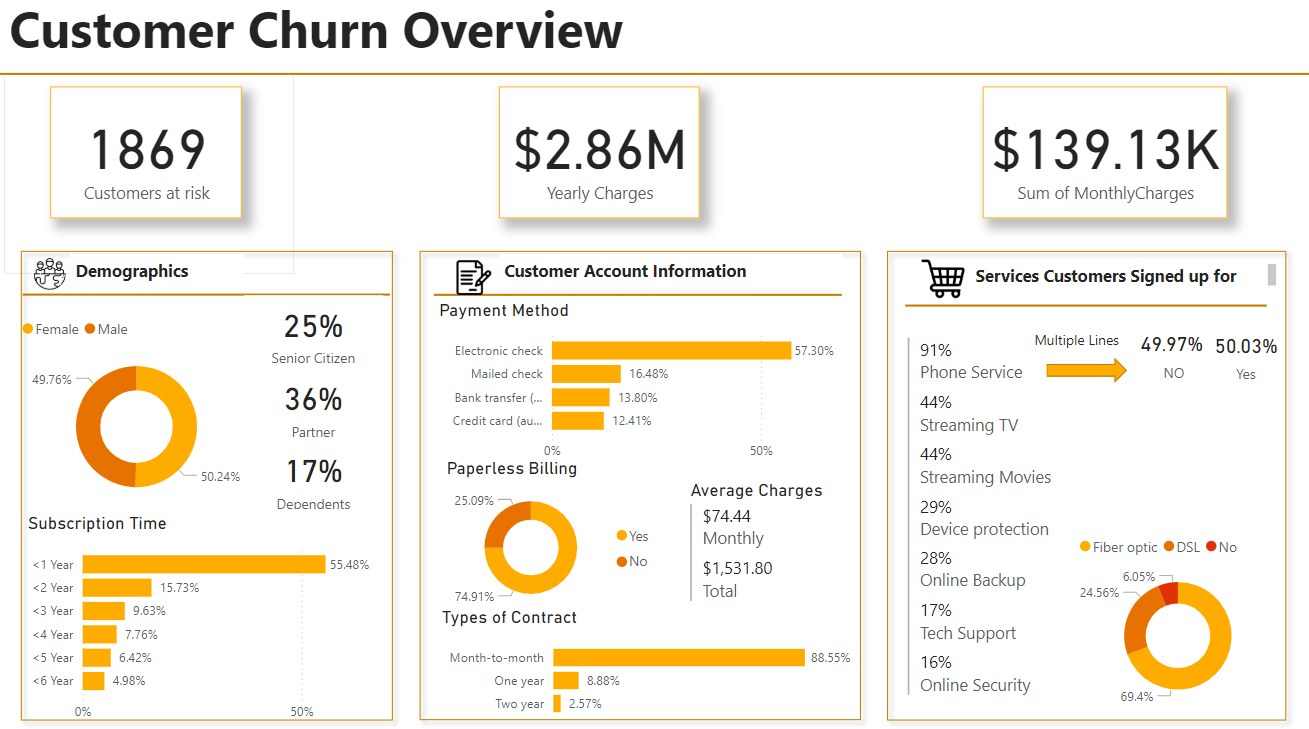 Customer Churn Overview
1869
Customers at risk
$2.86M
Yearly Charges
$139.13K
Sum of MonthlyCharges
Demographics
Female Male
49.76%
50.24%
25%
Senior Citizen
36%
Partner
17%
Dependents
Subscription Time
<1 Year 55.48%
<2 Year 15.73%
<3 Year 9.63%
<4 Year 7.76%
<5 Year 6.42%
<6 Year 4.98%
0% 50%
Customer Account Information
Payment Method
Electronic check 57.30%
Mailed check 16.48%
Bank transfer (... 13.80%
Credit card (au... 12.41%
0% 50%
Paperless Billing
25.09%
74.91%
Yes
No
Average Charges
$74.44
Monthly
$1,531.80
Total
Types of Contract
Month-to-month 88.55%
One year 8.88%
Two year 2.57%
Services Customers Signed up for
91%
Phone Service
Multiple Lines
49.97%
NO
50.03%
Yes
44%
Streaming TV
44%
Streaming Movies
29%
Device protection
28%
Online Backup
17%
Tech Support
16%
Online Security
Fiber optic DSL No
6.05%
24.56%
69.4%